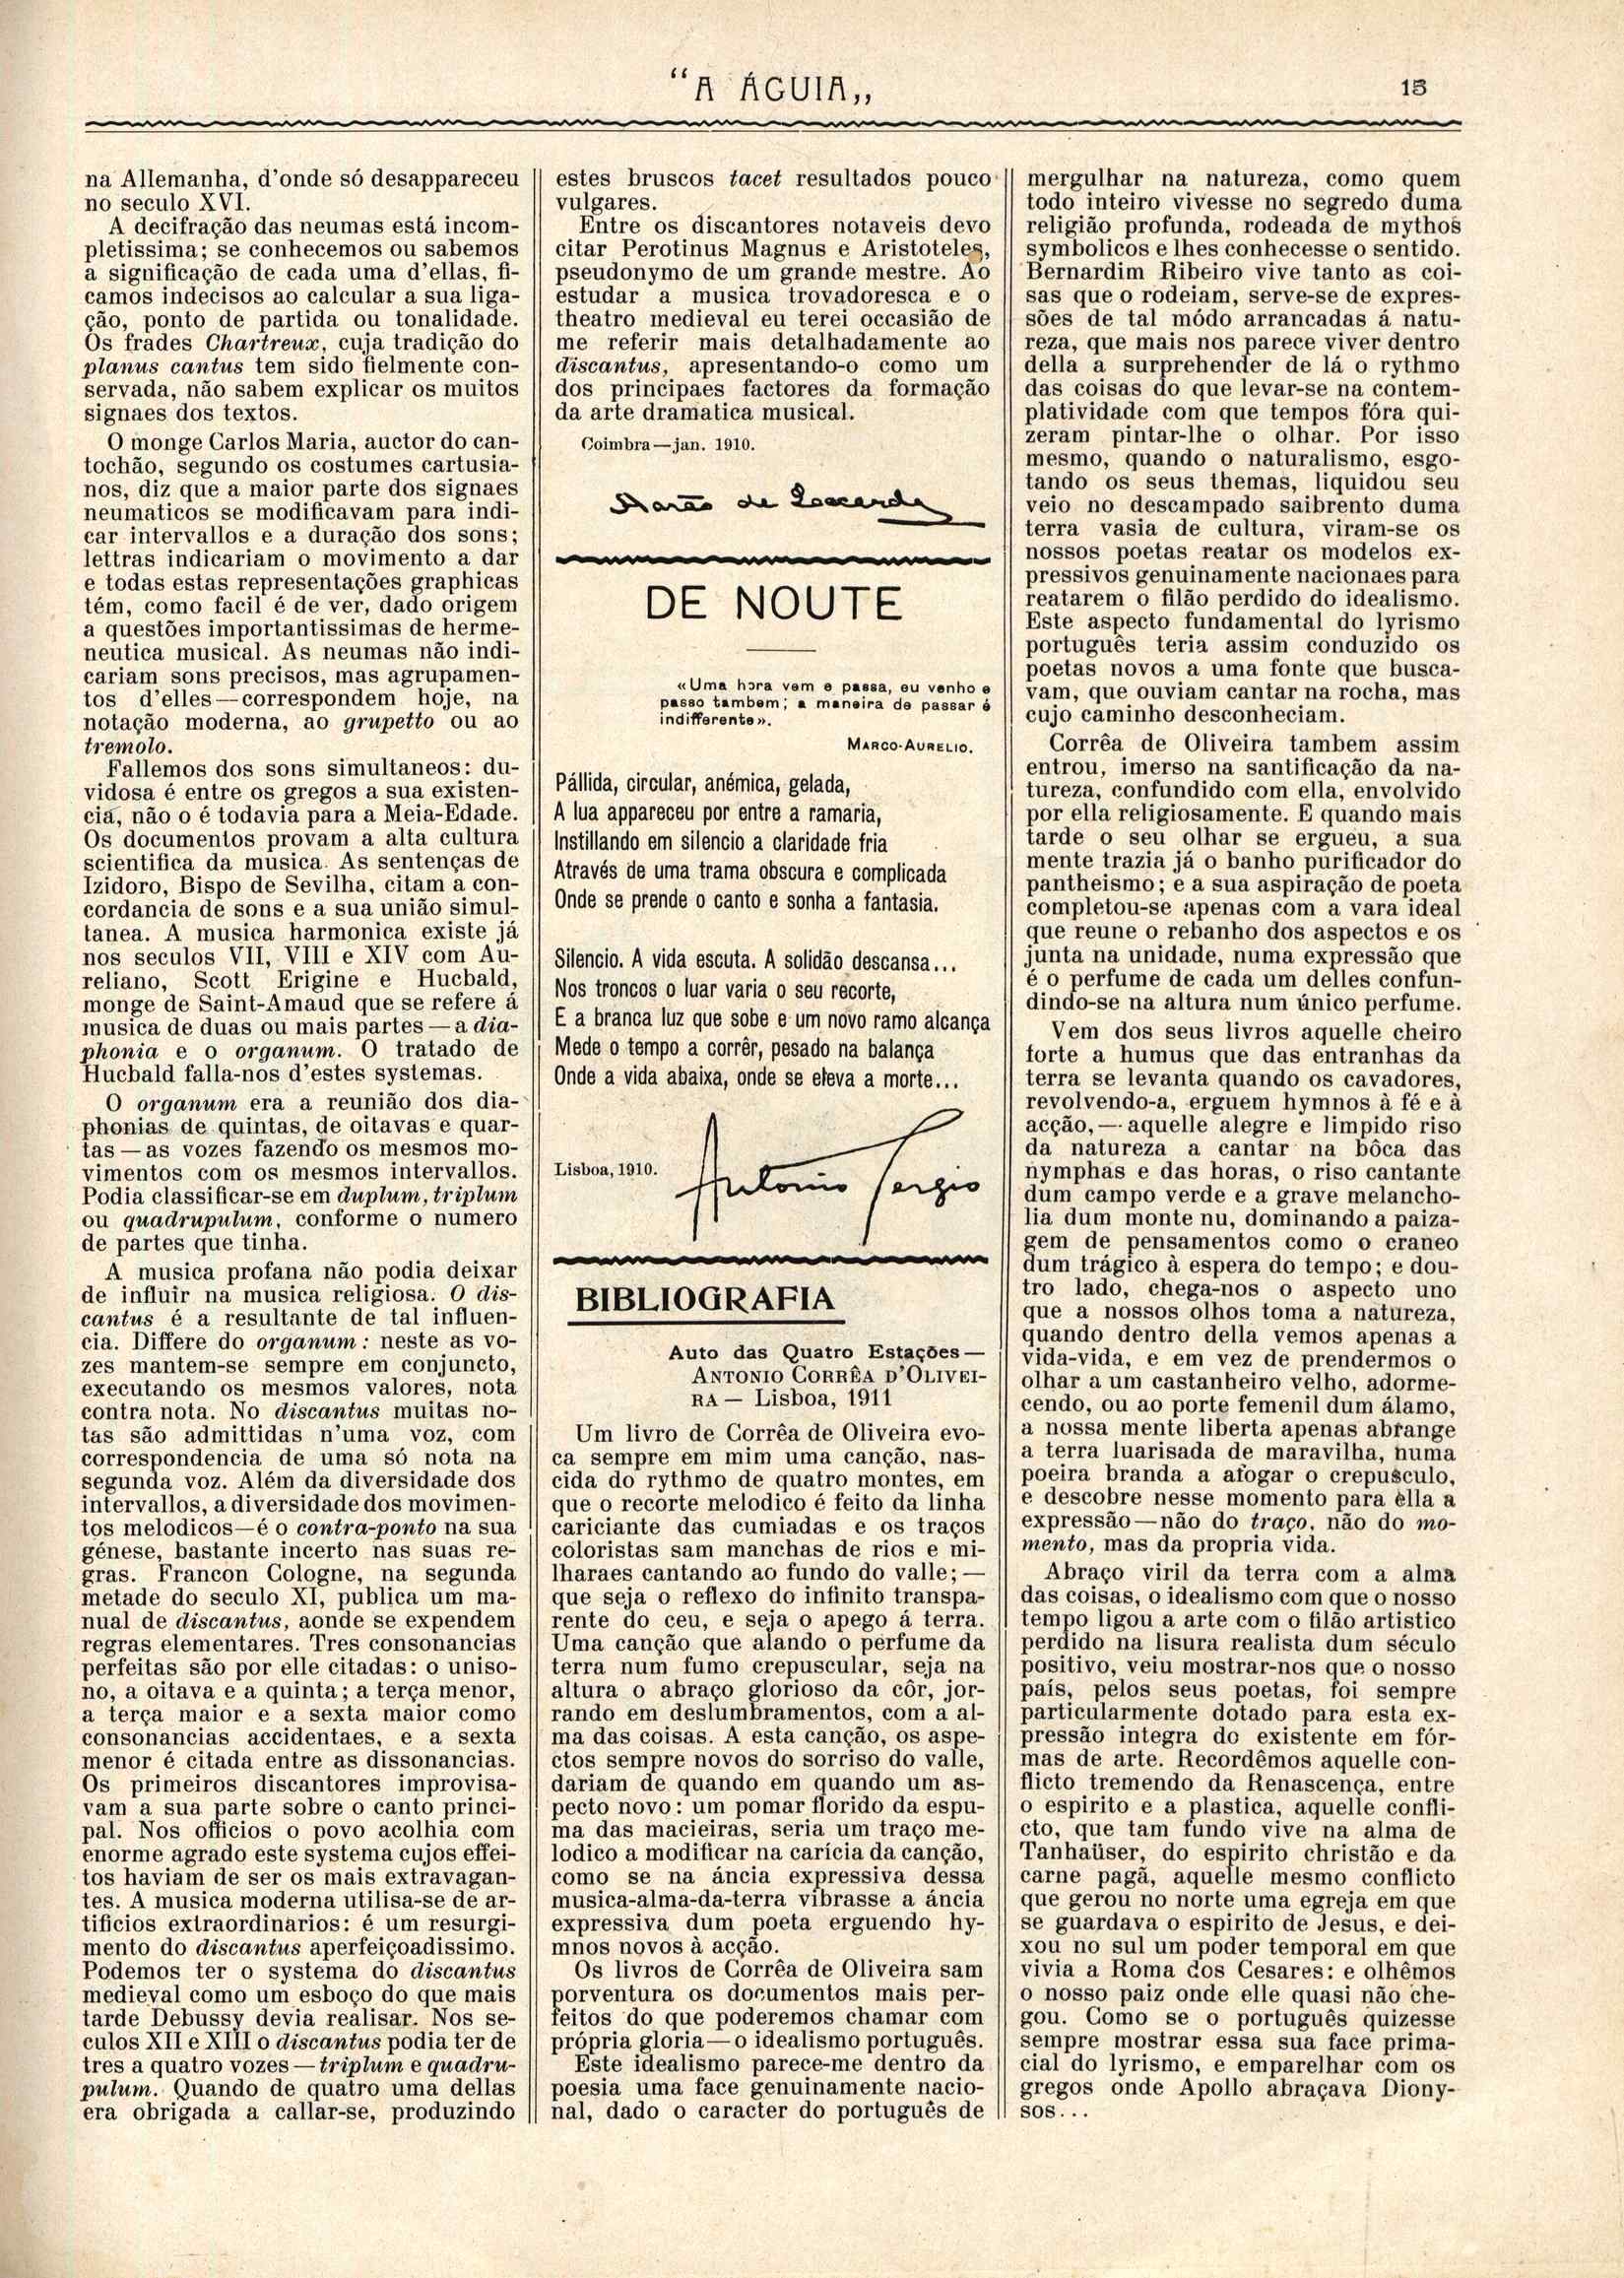 "A ÁGUIA,,
15
na Allemanha, d'onde só desappareceu
no seculo XVI.
A decifração das neumas está incom-
pletissima; se conhecemos ou sabemos
a significação de cada uma d'ellas, fi-
camos indecisos ao calcular a sua liga-
ção, ponto de partida ou tonalidade.
Os frades Chartreux, cuja tradição do
planus cantus tem sido fielmente con-
servada, não sabem explicar os muitos
signaes dos textos.
O monge Carlos Maria, auctor do can-
tochão, segundo os costumes cartusia-
nos, diz que a maior parte dos signaes
neumaticos se modificavam para indi-
car intervallos e a duração dos sons;
lettras indicariam o movimento a dar
e todas estas representações graphicas
tém, como facil é de ver, dado origem
a questões importantissimas de herme-
neutica musical. As neumas não indi-
cariam sons precisos, mas agrupamen-
tos d'elles—correspondem hoje, na
notação moderna, ao grupetto ou ao
tremolo.
Fallemos dos sons simultaneos: du-
vidosa é entre os gregos a sua existen-
cia, não o é todavia para a Meia-Edade.
Os documentos provam a alta cultura
scientifica da musica. As sentenças de
Izidoro, Bispo de Sevilha, citam a con-
cordancia de sons e a sua união simul-
tanea. A musica harmonica existe já
nos seculos VII, VIII e XIV com Au-
reliano, Scott Erigine e Hucbald,
monge de Saint-Amaud que se refere á
musica de duas ou mais partes—a dia-
phonia e o organum. O tratado de
Hucbald falla-nos d'estes systemas.
O organum era a reunião dos dia-
phonias de quintas, de oitavas e quar-
tas—as vozes fazendo os mesmos mo-
vimentos com os mesmos intervallos.
Podia classificar-se em duplum, triplum
ou quadrupulum, conforme o numero
de partes que tinha.
A musica profana não podia deixar
de influir na musica religiosa. O dis-
cantus é a resultante de tal influen-
cia. Differe do organum: neste as vo-
zes mantem-se sempre em conjuncto,
executando os mesmos valores, nota
contra nota. No discantus muitas no-
tas são admittidas n'uma voz, com
correspondencia de uma só nota na
segunda voz. Além da diversidade dos
intervallos, a diversidade dos movimen-
tos melodicos—é o contra-ponto na sua
génese, bastante incerto nas suas re-
gras. Francon Cologne, na segunda
metade do seculo XI, publica um ma-
nual de discantus, aonde se expendem
regras elementares. Tres consonancias
perfeitas são por elle citadas: o uniso-
no, a oitava e a quinta; a terça menor,
a terça maior e a sexta maior como
consonancias accidentaes, e a sexta
menor é citada entre as dissonancias.
Os primeiros discantores improvisa-
vam a sua parte sobre o canto princi-
pal. Nos officios o povo acolhia com
enorme agrado este systema cujos effei-
tos haviam de ser os mais extravagan-
tes. A musica moderna utilisa-se de ar-
tificios extraordinarios: é um resurgi-
mento do discantus aperfeiçoadissimo.
Podemos ter o systema do discantus
medieval como um esboço do que mais
tarde Debussy devia realisar. Nos se-
culos XII e XIII o discantus podia ter de
tres a quatro vozes—triplum e quadru-
pulum. Quando de quatro uma dellas
era obrigada a callar-se, produzindo
estes bruscos tacet resultados pouco
vulgares.
Entre os discantores notaveis devo
citar Perotinus Magnus e Aristoteles,
pseudonymo de um grande mestre. Ao
estudar a musica trovadoresca e o
theatro medieval eu terei occasião de
me referir mais detalhadamente ao
discantus, apresentando-o como um
dos principaes factores da formação
da arte dramatica musical.
Coimbra—jan. 1910.
de
DE NOUTE
«Uma hora vem e passa, eu venho e
passo tambem; a maneira de passar é
indifferente».
MARCO-AURELIO.
Pállida, circular, anémica, gelada,
A lua appareceu por entre a ramaria,
Instillando em silencio a claridade fria
Através de uma trama obscura e complicada
Onde se prende o canto e sonha a fantasia.
Silencio. A vida escuta. A solidão descansa...
Nos troncos o luar varia o seu recorte,
E a branca luz que sobe e um novo ramo alcança
Mede o tempo a corrêr, pesado na balança
Onde a vida abaixa, onde se eleva a morte...
Lisboa, 1910.
Antonio Sergio
BIBLIOGRAFIA
Auto das Quatro Estações—
ANTONIO CORRÊA D'OLIVEI-
RA — Lisboa, 1911
Um livro de Corrêa de Oliveira evo-
ca sempre em mim uma canção, nas-
cida do rythmo de quatro montes, em
que o recorte melodico é feito da linha
cariciante das cumiadas e os traços
coloristas sam manchas de rios e mi-
lharaes cantando ao fundo do valle;—
que seja o reflexo do infinito transpa-
rente do ceu, e seja o apego á terra.
Uma canção que alando o perfume da
terra num fumo crepuscular, seja na
altura o abraço glorioso da côr, jor-
rando em deslumbramentos, com a al-
ma das coisas. A esta canção, os aspe-
ctos sempre novos do sorriso do valle,
dariam de quando em quando um as-
pecto novo: um pomar florido da espu-
ma das macieiras, seria um traço me-
lodico a modificar na carícia da canção,
como se na ância expressiva dessa
musica-alma-da-terra vibrasse a ância
expressiva dum poeta erguendo hy-
mnos novos à acção.
Os livros de Corrêa de Oliveira sam
porventura os documentos mais per-
feitos do que poderemos chamar com
própria gloria—o idealismo português.
Este idealismo parece-me dentro da
poesia uma face genuinamente nacio-
nal, dado o caracter do português de
mergulhar na natureza, como quem
todo inteiro vivesse no segredo duma
religião profunda, rodeada de mythos
symbolicos e lhes conhecesse o sentido.
Bernardim Ribeiro vive tanto as coi-
sas que o rodeiam, serve-se de expres-
sões de tal módo arrancadas á natu-
reza, que mais nos parece viver dentro
della a surprehender de lá o rythmo
das coisas do que levar-se na contem-
platividade com que tempos fóra qui-
zeram pintar-lhe o olhar. Por isso
mesmo, quando o naturalismo, esgo-
tando os seus themas, liquidou seu
veio no descampado saibrento duma
terra vasia de cultura, viram-se os
nossos poetas reatar os modelos ex-
pressivos genuinamente nacionaes para
reatarem o filão perdido do idealismo.
Este aspecto fundamental do lyrismo
português teria assim conduzido os
poetas novos a uma fonte que busca-
vam, que ouviam cantar na rocha, mas
cujo caminho desconheciam.
Corrêa de Oliveira tambem assim
entrou, imerso na santificação da na-
tureza, confundido com ella, envolvido
por ella religiosamente. E quando mais
tarde o seu olhar se ergueu, a sua
mente trazia já o banho purificador do
pantheismo; e a sua aspiração de poeta
completou-se apenas com a vara ideal
que reune o rebanho dos aspectos e os
junta na unidade, numa expressão que
é o perfume de cada um delles confun-
dindo-se na altura num único perfume.
Vem dos seus livros aquelle cheiro
forte a humus que das entranhas da
terra se levanta quando os cavadores,
revolvendo-a, erguem hymnos à fé e à
acção,—aquelle alegre e limpido riso
da natureza a cantar na bôca das
nymphas e das horas, o riso cantante
dum campo verde e a grave melancho-
lia dum monte nu, dominando a paiza-
gem de pensamentos como o craneo
dum trágico à espera do tempo; e dou-
tro lado, chega-nos o aspecto uno
que a nossos olhos toma a natureza,
quando dentro della vemos apenas a
vida-vida, e em vez de prendermos o
olhar a um castanheiro velho, adorme-
cendo, ou ao porte femenil dum álamo,
a nossa mente liberta apenas abrange
a terra luarisada de maravilha, numa
poeira branda a afogar o crepusculo,
e descobre nesse momento para ella a
expressão—não do traço, não do mo-
mento, mas da propria vida.
Abraço viril da terra com a alma
das coisas, o idealismo com que o nosso
tempo ligou a arte com o filão artistico
perdido na lisura realista dum século
positivo, veiu mostrar-nos que o nosso
país, pelos seus poetas, foi sempre
particularmente dotado para esta ex-
pressão integra do existente em fór-
mas de arte. Recordêmos aquelle con-
flicto tremendo da Renascença, entre
o espirito e a plastica, aquelle confli-
cto, que tam fundo vive na alma de
Tanhaüser, do espirito christão e da
carne pagã, aquelle mesmo conflicto
que gerou no norte uma egreja em que
se guardava o espirito de Jesus, e dei-
xou no sul um poder temporal em que
vivia a Roma dos Cesares: e olhêmos
o nosso paiz onde elle quasi não che-
gou. Como se o português quizesse
sempre mostrar essa sua face prima-
cial do lyrismo, e emparelhar com os
gregos onde Apollo abraçava Diony-
sos...